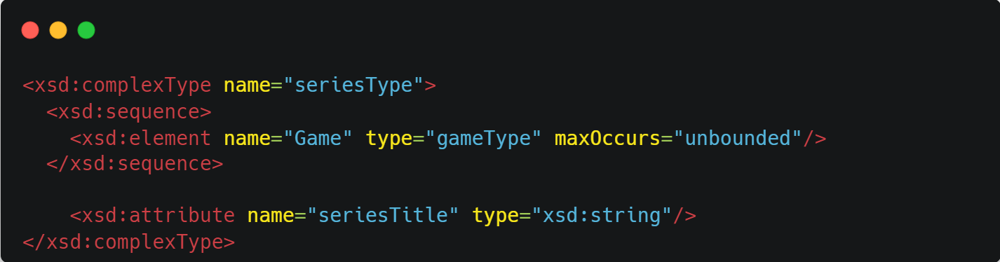 <xsd:complexType name="seriesType">
  <xsd:sequence>
    <xsd:element name="Game" type="gameType" maxOccurs="unbounded"/>
  </xsd:sequence>

    <xsd:attribute name="seriesTitle" type="xsd:string"/>
</xsd:complexType>